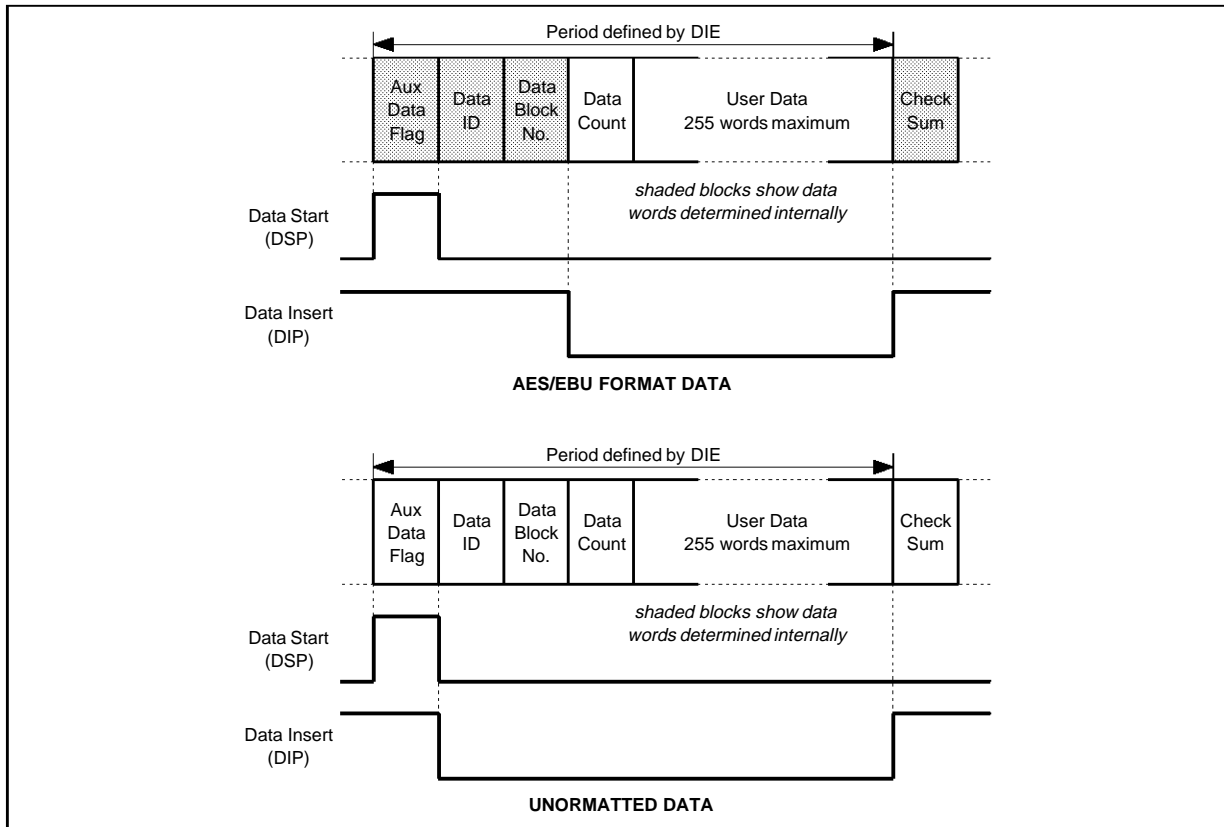 Period defined by DIE
Aux
Data
Flag
Data
ID
Data
Block
No.
Data
Count
User Data
255 words maximum
Check
Sum
shaded blocks show data
words determined internally
Data Start
(DSP)
Data Insert
(DIP)
AES/EBU FORMAT DATA
Period defined by DIE
Aux
Data
Flag
Data
ID
Data
Block
No.
Data
Count
User Data
255 words maximum
Check
Sum
shaded blocks show data
words determined internally
Data Start
(DSP)
Data Insert
(DIP)
UNORMATTED DATA